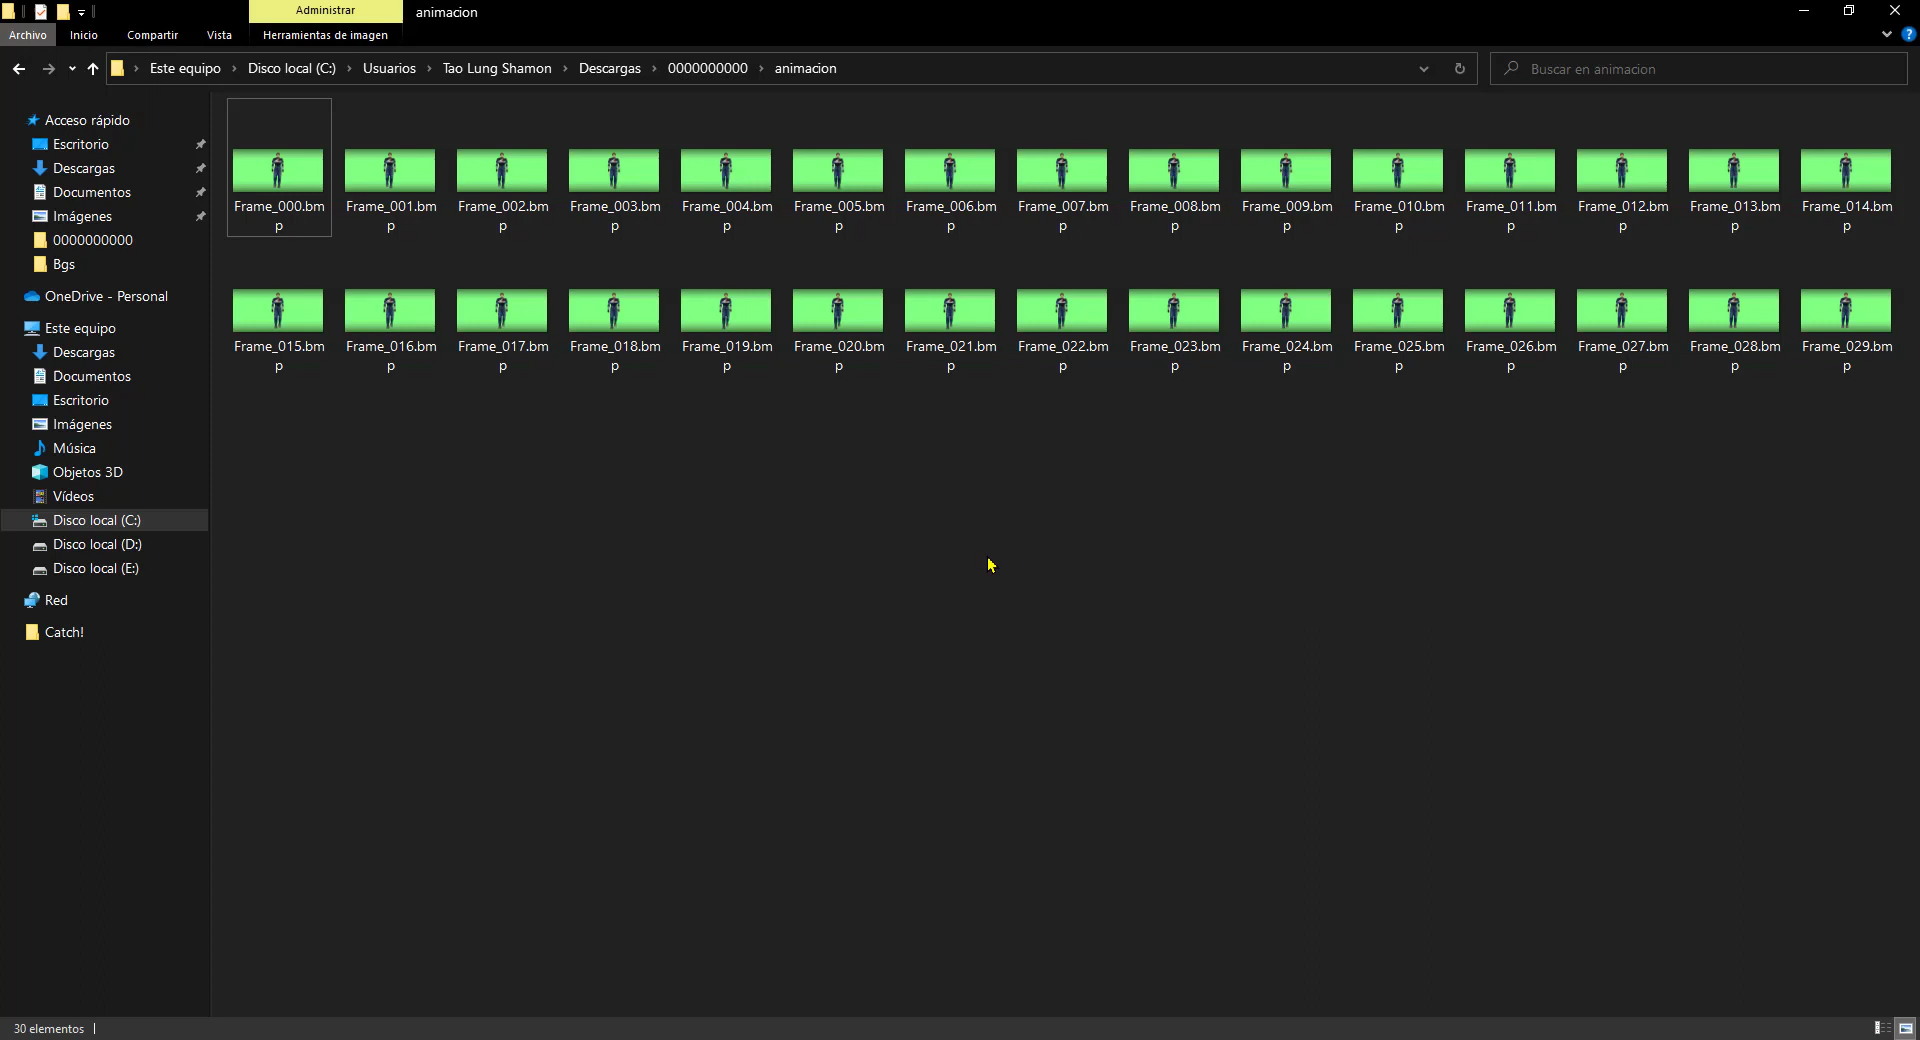 Administrar
animacion
Archivo
Inicio
Compartir
Vista
Herramientas de imagen
Este equipo
Disco local (C:)
Usuarios
Tao Lung Shamon
Descargas
0000000000
animacion
Buscar en animacion
Acceso rápido
Escritorio
Descargas
Documentos
Imágenes
0000000000
Bgs
OneDrive - Personal
Este equipo
Descargas
Documentos
Escritorio
Imágenes
Música
Objetos 3D
Vídeos
Disco local (C:)
Disco local (D:)
Disco local (E:)
Red
Catch!
Frame_000.bm
p
Frame_001.bm
p
Frame_002.bm
p
Frame_003.bm
p
Frame_004.bm
p
Frame_005.bm
p
Frame_006.bm
p
Frame_007.bm
p
Frame_008.bm
p
Frame_009.bm
p
Frame_010.bm
p
Frame_011.bm
p
Frame_012.bm
p
Frame_013.bm
p
Frame_014.bm
p
Frame_015.bm
p
Frame_016.bm
p
Frame_017.bm
p
Frame_018.bm
p
Frame_019.bm
p
Frame_020.bm
p
Frame_021.bm
p
Frame_022.bm
p
Frame_023.bm
p
Frame_024.bm
p
Frame_025.bm
p
Frame_026.bm
p
Frame_027.bm
p
Frame_028.bm
p
Frame_029.bm
p
30 elementos